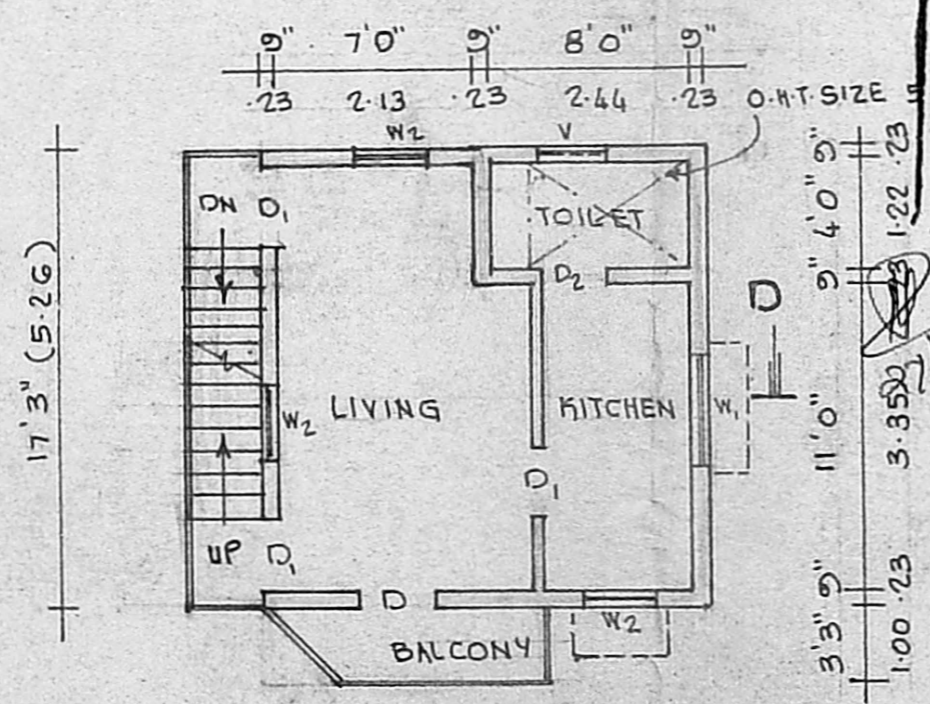 9" 7'0" 9" 8'0" 9"
.23 2.13 .23 2.44 .23 O.H.T. SIZE
W2 V
DN D1
TOILET
D2
D
17'3" (5.26)
W2 LIVING KITCHEN W1
D1
UP D1
D
W2
BALCONY
9" 4'0" 9" 11'0" 9" 3'3"
.23 1.22 3.35 .23 1.00